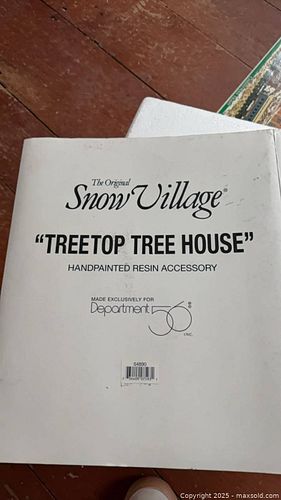 The Original
Snow Village®
"TREETOP TREE HOUSE"
HANDPAINTED RESIN ACCESSORY
MADE EXCLUSIVELY FOR
Department 56®
INC.
54890
Copyright © 2025 - maxsold.com